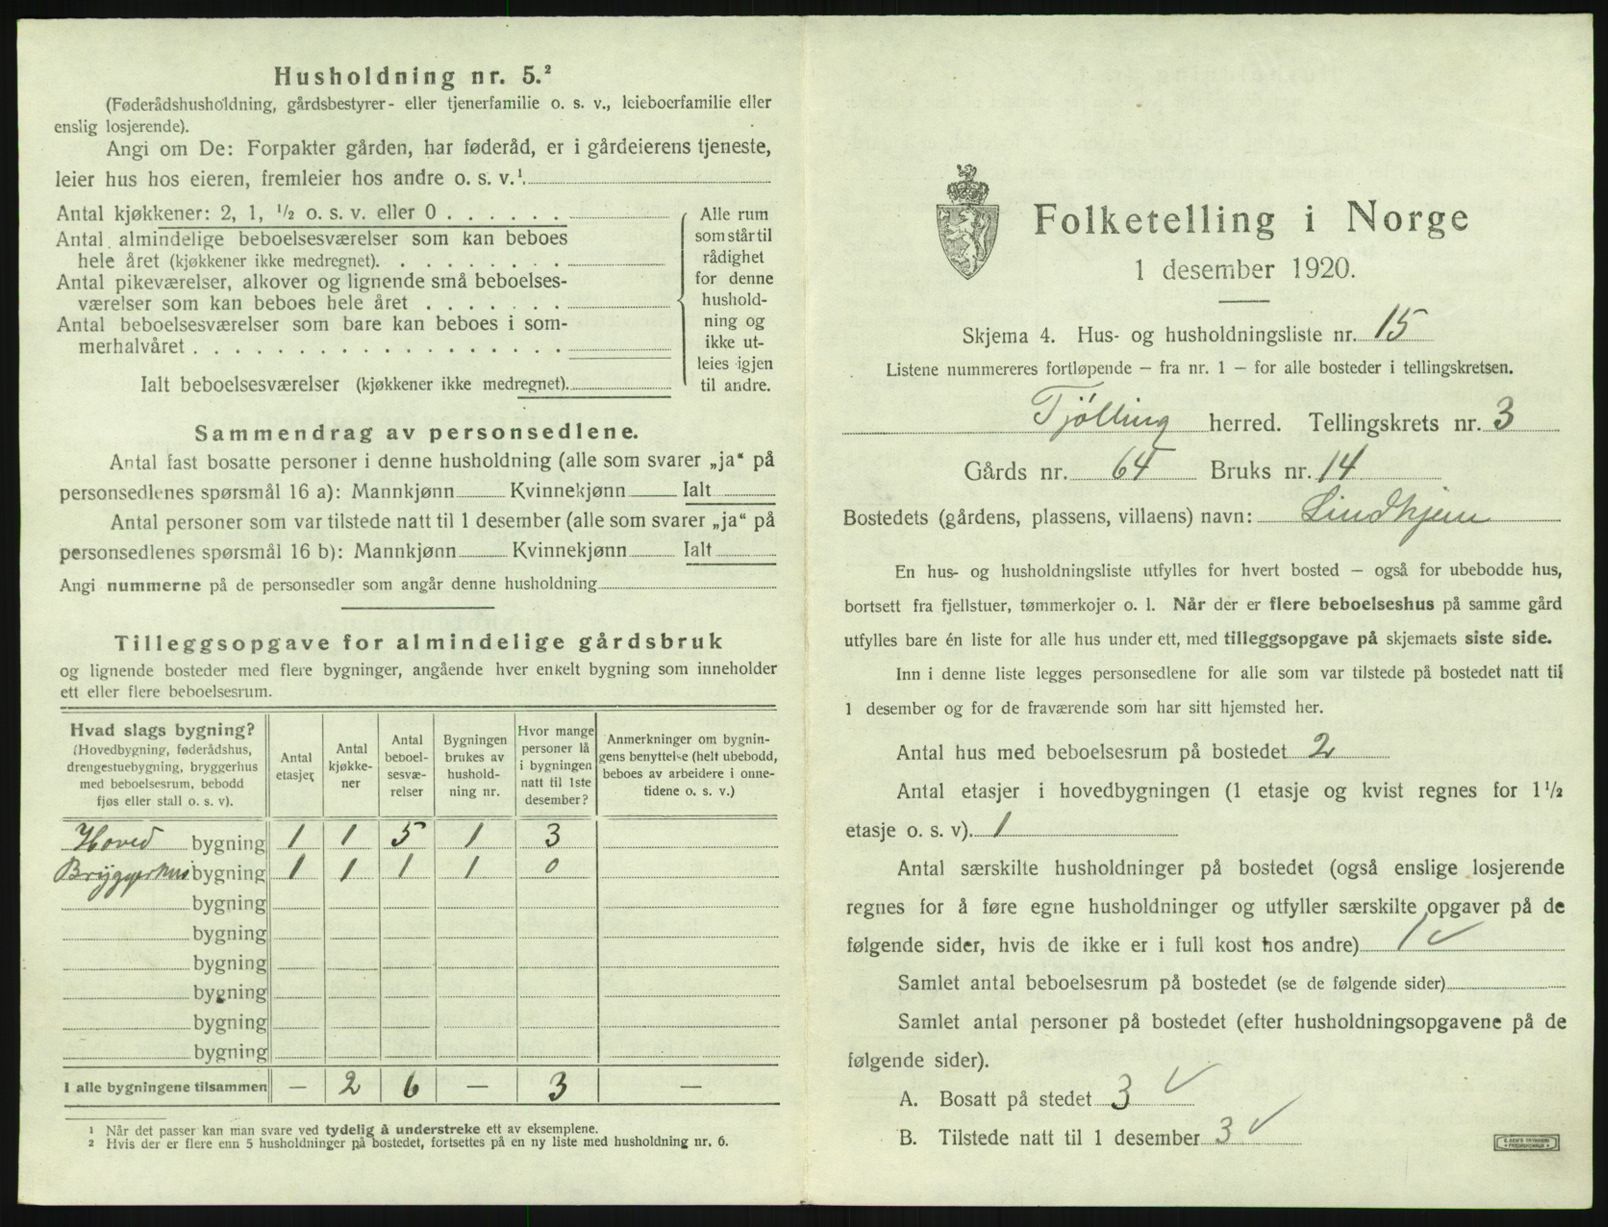 Husholdning nr. 5.²
(Føderådshusholdning, gårdsbestyrer- eller tjenerfamilie o. s. v., leieboerfamilie eller
enslig losjerende).
Angi om De: Forpakter gården, har føderåd, er i gårdeierens tjeneste,
leier hus hos eieren, fremleier hos andre o. s. v.¹
Antal kjøkkener: 2, 1, ½ o. s. v. eller 0 . . . . . .
Antal almindelige beboelsesværelser som kan beboes
hele året (kjøkkener ikke medregnet). . . . . . . . .
Antal pikeværelser, alkover og lignende små beboelses-
værelser som kan beboes hele året . . . . . . .
Antal beboelsesværelser som bare kan beboes i som-
merhalvåret . . . . . . . . . . . . . . . . . .
Ialt beboelsesværelser (kjøkkener ikke medregnet).
Alle rum
som står til
rådighet
for denne
hushold-
ning og
ikke ut-
leies igjen
til andre.
Sammendrag av personsedlene.
Antal fast bosatte personer i denne husholdning (alle som svarer „ja“ på
personsedlenes spørsmål 16 a): Mannkjønn Kvinnekjønn Ialt
Antal personer som var tilstede natt til 1 desember (alle som svarer „ja“ på
personsedlenes spørsmål 16 b): Mannkjønn Kvinnekjønn Ialt
Angi nummerne på de personsedler som angår denne husholdning
Tilleggsopgave for almindelige gårdsbruk
og lignende bosteder med flere bygninger, angående hver enkelt bygning som inneholder
ett eller flere beboelsesrum.
Hvad slags bygning?
(Hovedbygning, føderådshus,
drengestuebygning, bryggerhus
med beboelsesrum, bebodd
fjøs eller stall o. s. v).
Antal
etasjer
Antal
kjøkke-
ner
Antal
beboel-
sesvæ-
relser
Bygningen
brukes av
hushold-
ning nr.
Hvor mange
personer lå
i bygningen
natt til 1ste
desember?
Anmerkninger om bygnin-
gens benyttelse (helt ubebodd,
beboes av arbeidere i onne-
tidene o. s. v.)
Hoved bygning 1 1 5 1 3
Bryggerhus bygning 1 1 1 1 0
bygning
bygning
bygning
bygning
bygning
bygning
I alle bygningene tilsammen — 2 6 — 3 —
¹ Når det passer kan man svare ved tydelig å understreke ett av eksemplene.
² Hvis der er flere enn 5 husholdninger på bostedet, fortsettes på en ny liste med husholdning nr. 6.
Folketelling i Norge
1 desember 1920.
Skjema 4. Hus- og husholdningsliste nr. 15
Listene nummereres fortløpende — fra nr. 1 — for alle bosteder i tellingskretsen.
Tjølling herred. Tellingskrets nr. 3
Gårds nr. 64 Bruks nr. 14
Bostedets (gårdens, plassens, villaens) navn: Lindhjem
En hus- og husholdningsliste utfylles for hvert bosted — også for ubebodde hus,
bortsett fra fjellstuer, tømmerkojer o. l. Når der er flere beboelseshus på samme gård
utfylles bare én liste for alle hus under ett, med tilleggsopgave på skjemaets siste side.
Inn i denne liste legges personsedlene for alle som var tilstede på bostedet natt til
1 desember og for de fraværende som har sitt hjemsted her.
Antal hus med beboelsesrum på bostedet 2
Antal etasjer i hovedbygningen (1 etasje og kvist regnes for 1½
etasje o. s. v). 1
Antal særskilte husholdninger på bostedet (også enslige losjerende
regnes for å føre egne husholdninger og utfyller særskilte opgaver på de
følgende sider, hvis de ikke er i full kost hos andre) 1 ✓
Samlet antal beboelsesrum på bostedet (se de følgende sider)
Samlet antal personer på bostedet (efter husholdningsopgavene på de
følgende sider).
A. Bosatt på stedet 3 ✓
B. Tilstede natt til 1 desember 3 ✓